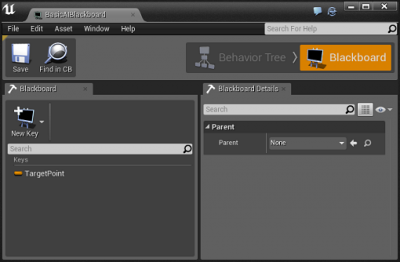 BasicAIBlackboard
File Edit Asset Window Help
Search For Help
Save
Find in CB
Behavior Tree
Blackboard
Blackboard
New Key
Search
Keys
TargetPoint
Blackboard Details
Search
Parent
Parent None